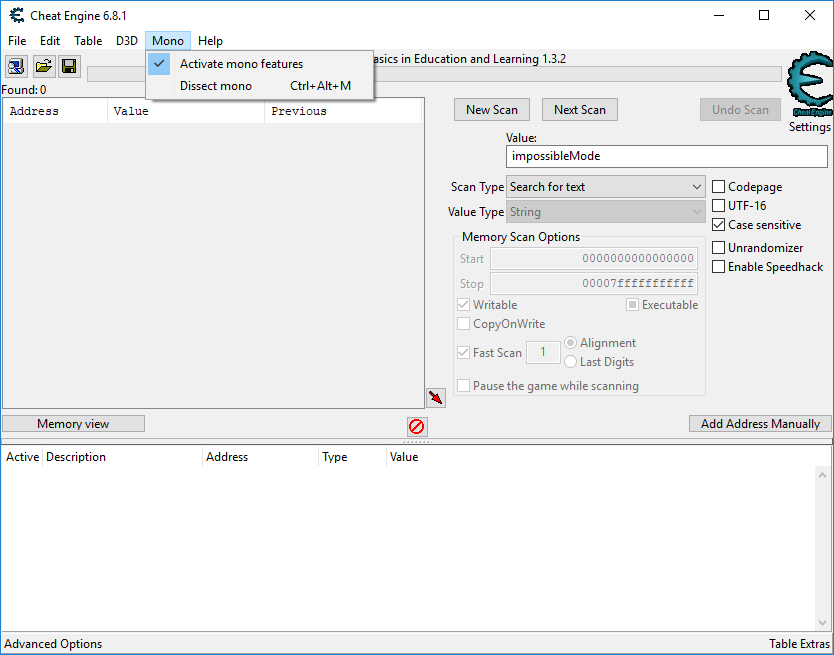 Cheat Engine 6.8.1
File Edit Table D3D Mono Help
Activate mono features
Dissect mono Ctrl+Alt+M
asics in Education and Learning 1.3.2
Found: 0
Address Value Previous
New Scan Next Scan Undo Scan
Cheat Engine
Settings
Value:
impossibleMode
Scan Type Search for text
Value Type String
Codepage
UTF-16
Case sensitive
Unrandomizer
Enable Speedhack
Memory Scan Options
Start 0000000000000000
Stop 00007fffffffffff
Writable Executable
CopyOnWrite
Fast Scan 1 Alignment
Last Digits
Pause the game while scanning
Memory view Add Address Manually
Active Description Address Type Value
Advanced Options Table Extras